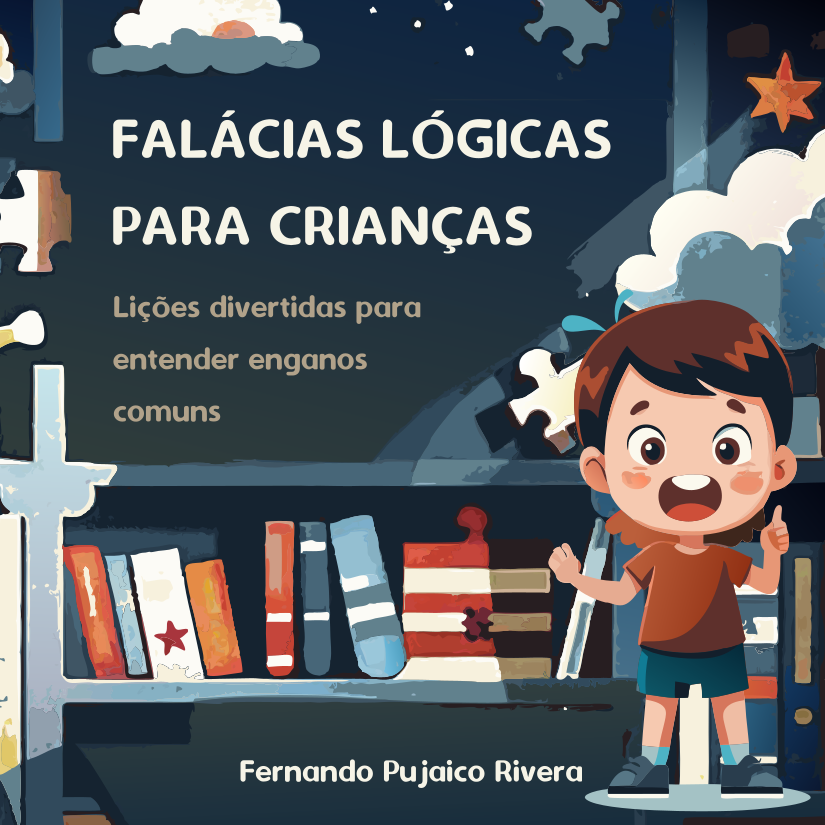 FALÁCIAS LÓGICAS
PARA CRIANÇAS
Lições divertidas para
entender enganos
comuns
Fernando Pujaico Rivera